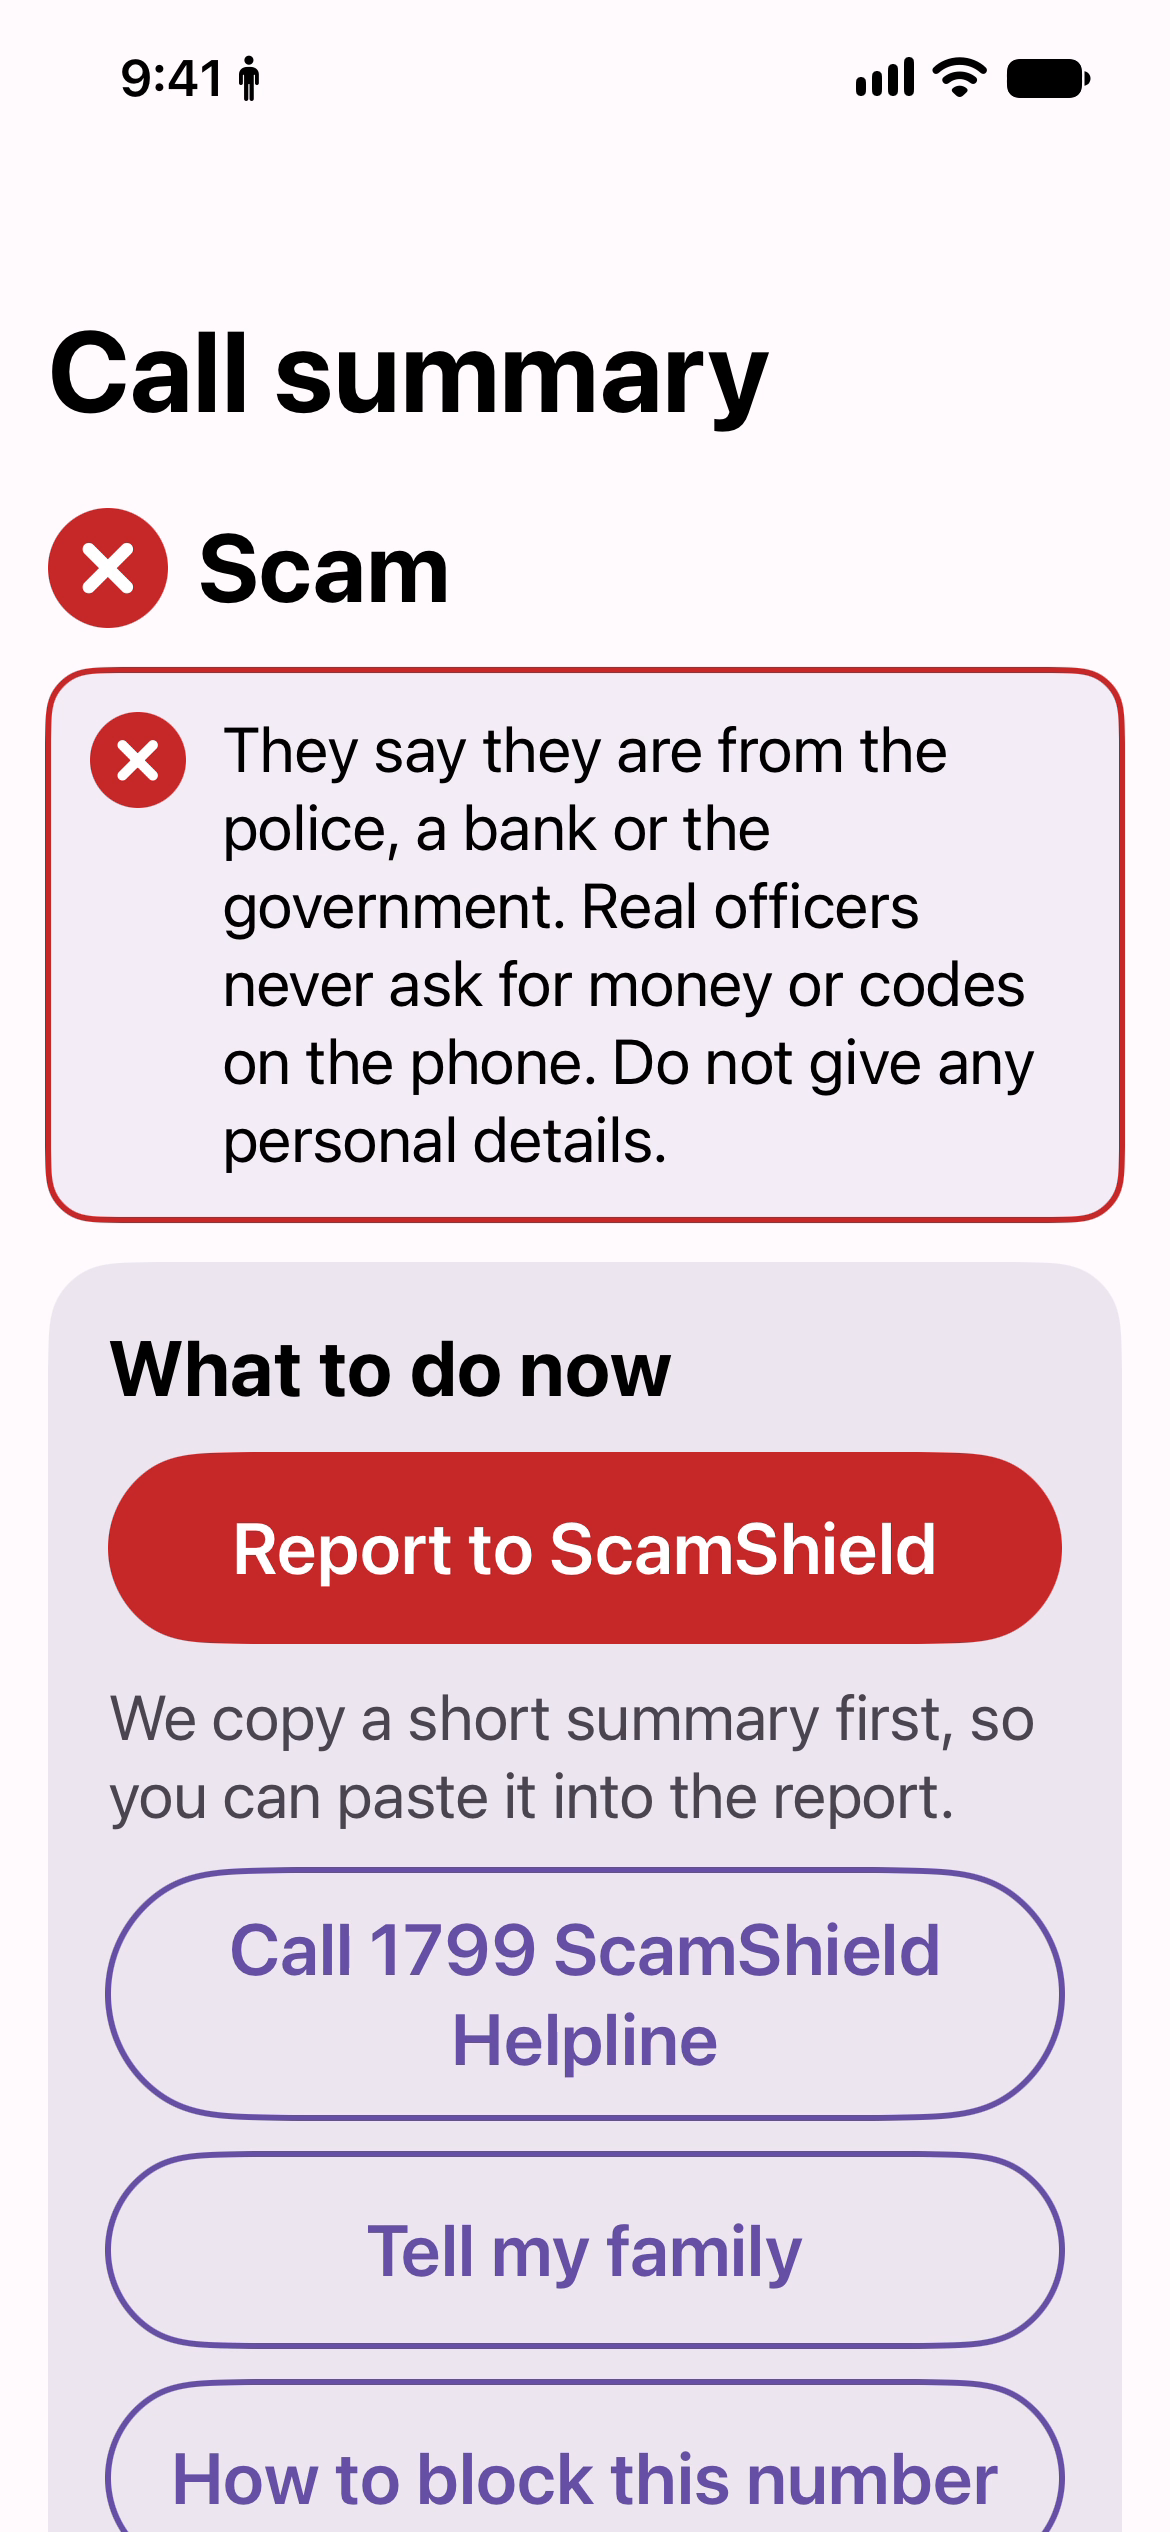 9:41
Call summary
Scam
They say they are from the
police, a bank or the
government. Real officers
never ask for money or codes
on the phone. Do not give any
personal details.
What to do now
Report to ScamShield
We copy a short summary first, so
you can paste it into the report.
Call 1799 ScamShield
Helpline
Tell my family
How to block this number